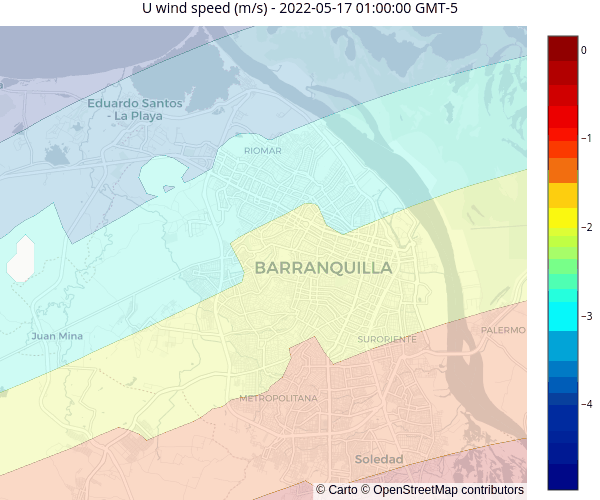 U wind speed (m/s) - 2022-05-17 01:00:00 GMT-5
Eduardo Santos
- La Playa
RIOMAR
BARRANQUILLA
Juan Mina
SURORIENTE
PALERMO
METROPOLITANA
Soledad
© Carto © OpenStreetMap contributors
0
−1
−2
−3
−4